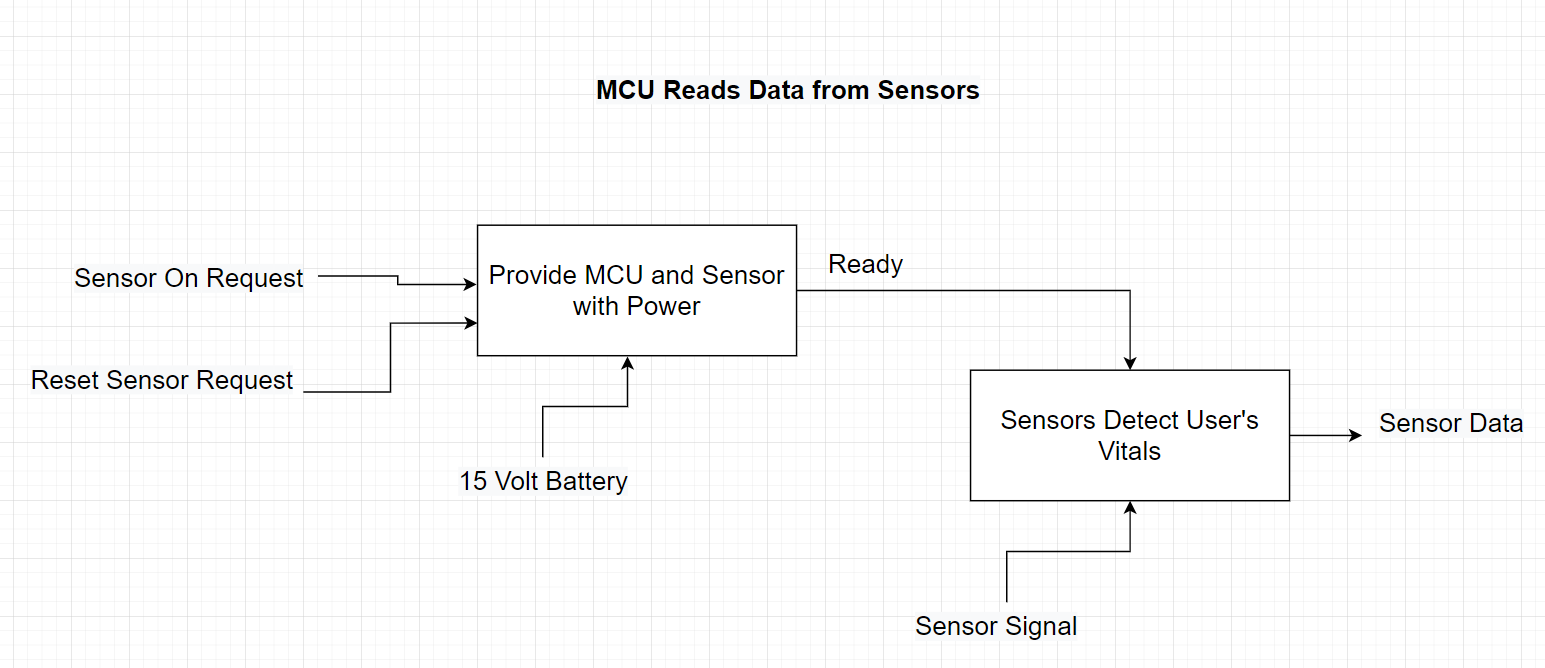 MCU Reads Data from Sensors
Sensor On Request
Provide MCU and Sensor
with Power
Ready
Reset Sensor Request
15 Volt Battery
Sensors Detect User's
Vitals
Sensor Data
Sensor Signal